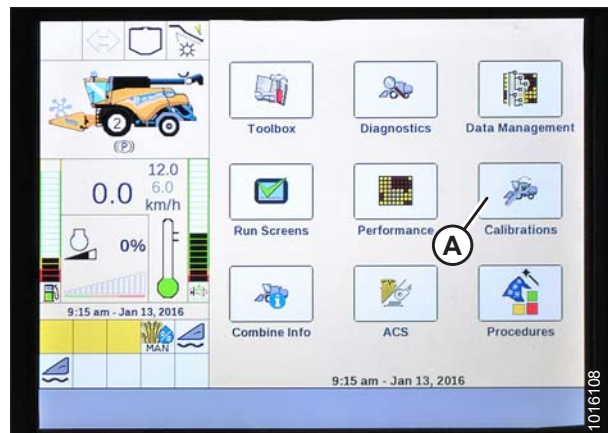 2
(P)
12.0
6.0
0.0 km/h
0%
9:15 am - Jan 13, 2016
%
MAN
Toolbox
Diagnostics
Data Management
Run Screens
Performance
A
Calibrations
Combine Info
ACS
Procedures
9:15 am - Jan 13, 2016
1016108